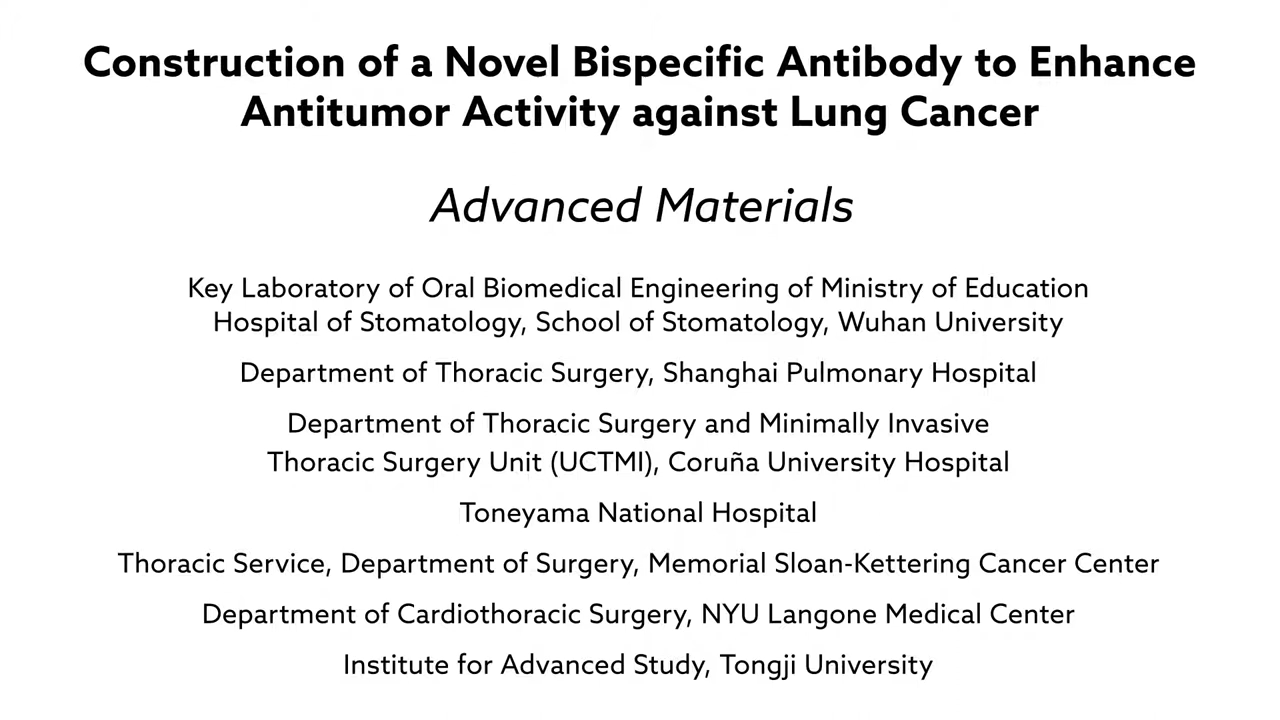 Construction of a Novel Bispecific Antibody to Enhance
Antitumor Activity against Lung Cancer
Advanced Materials
Key Laboratory of Oral Biomedical Engineering of Ministry of Education
Hospital of Stomatology, School of Stomatology, Wuhan University
Department of Thoracic Surgery, Shanghai Pulmonary Hospital
Department of Thoracic Surgery and Minimally Invasive
Thoracic Surgery Unit (UCTMI), Coruña University Hospital
Toneyama National Hospital
Thoracic Service, Department of Surgery, Memorial Sloan-Kettering Cancer Center
Department of Cardiothoracic Surgery, NYU Langone Medical Center
Institute for Advanced Study, Tongji University